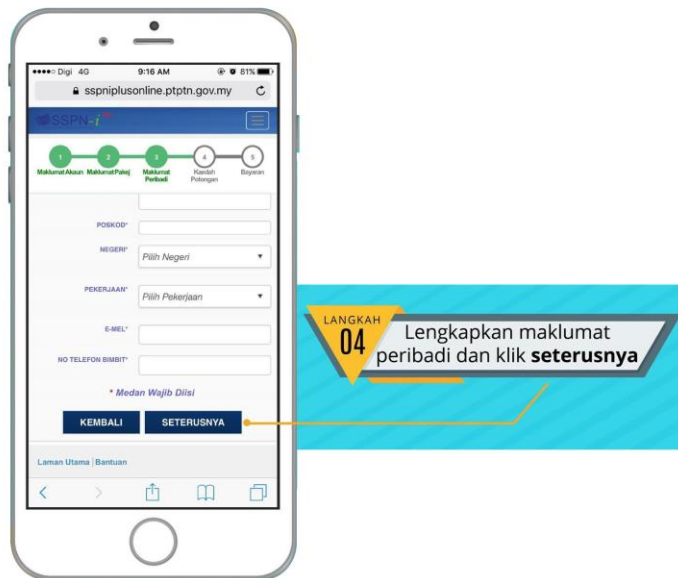 Digi 4G 9:16 AM 81%
sspniplusonline.ptptn.gov.my
SSPN-i
1 2 3 4 5
Maklumat Akaun Maklumat Pakej Maklumat Peribadi Kaedah Potongan Bayaran
POSKOD*
NEGERI*
Pilih Negeri
PEKERJAAN*
Pilih Pekerjaan
E-MEL*
NO TELEFON BIMBIT*
* Medan Wajib Diisi
KEMBALI SETERUSNYA
Laman Utama | Bantuan
LANGKAH
04
Lengkapkan maklumat
peribadi dan klik seterusnya